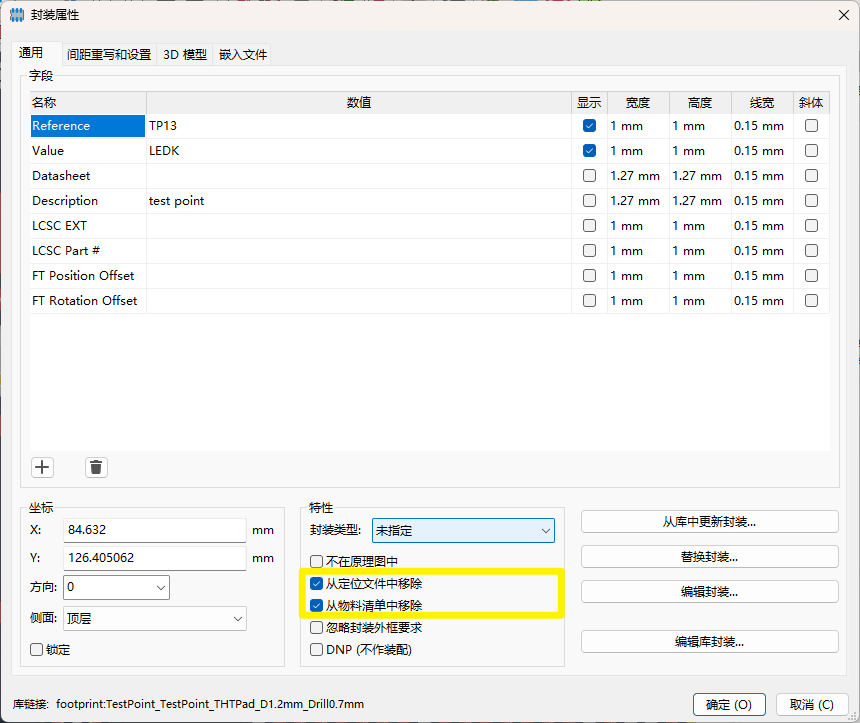 封装属性
通用 间距重写和设置 3D 模型 嵌入文件
字段
名称 数值 显示 宽度 高度 线宽 斜体
Reference TP13 1 mm 1 mm 0.15 mm
Value LEDK 1 mm 1 mm 0.15 mm
Datasheet 1.27 mm 1.27 mm 0.15 mm
Description test point 1.27 mm 1.27 mm 0.15 mm
LCSC EXT 1 mm 1 mm 0.15 mm
LCSC Part # 1 mm 1 mm 0.15 mm
FT Position Offset 1 mm 1 mm 0.15 mm
FT Rotation Offset 1 mm 1 mm 0.15 mm
坐标
X: 84.632 mm
Y: 126.405062 mm
方向: 0
侧面: 顶层
锁定
特性
封装类型: 未指定
不在原理图中
从定位文件中移除
从物料清单中移除
忽略封装外框要求
DNP (不作装配)
从库中更新封装...
替换封装...
编辑封装...
编辑库封装...
库链接: footprint:TestPoint_TestPoint_THTPad_D1.2mm_Drill0.7mm
确定 (O) 取消 (C)